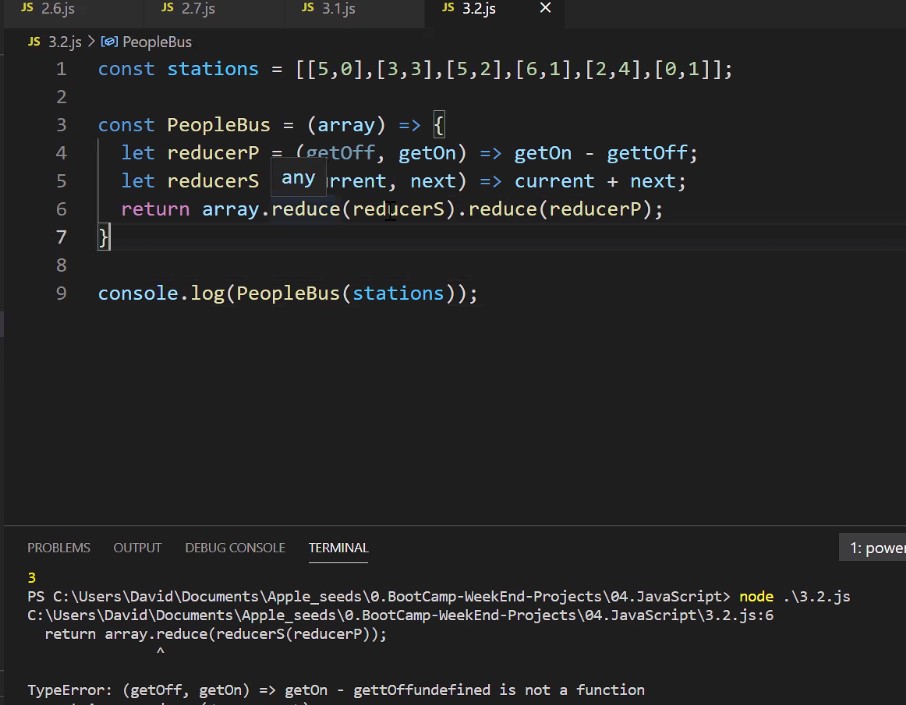 JS 2.6.js JS 2.7.js JS 3.1.js JS 3.2.js ×
JS 3.2.js > PeopleBus
1 const stations = [[5,0],[3,3],[5,2],[6,1],[2,4],[0,1]];
2
3 const PeopleBus = (array) => {
4 let reducerP = (getOff, getOn) => getOn - gettOff;
5 let reducerS any rrent, next) => current + next;
6 return array.reduce(reducerS).reduce(reducerP);
7 }
8
9 console.log(PeopleBus(stations));
PROBLEMS OUTPUT DEBUG CONSOLE TERMINAL 1: power
3
PS C:\Users\David\Documents\Apple_seeds\0.BootCamp-WeekEnd-Projects\04.JavaScript> node .\3.2.js
C:\Users\David\Documents\Apple_seeds\0.BootCamp-WeekEnd-Projects\04.JavaScript\3.2.js:6
return array.reduce(reducerS(reducerP));
^
TypeError: (getOff, getOn) => getOn - gettOffundefined is not a function